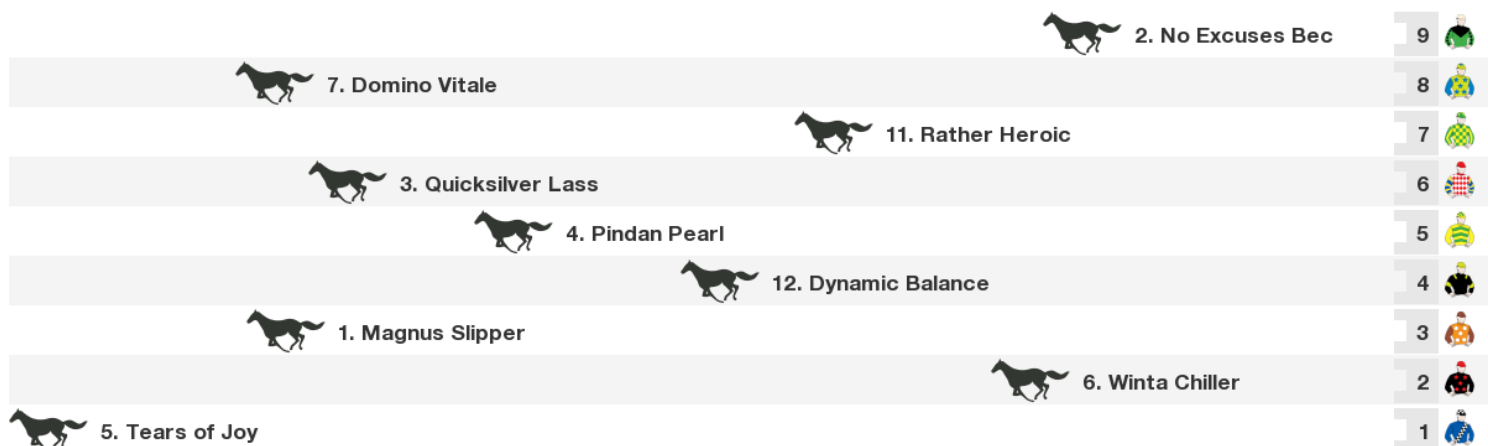 2. No Excuses Bec 9
7. Domino Vitale 8
11. Rather Heroic 7
3. Quicksilver Lass 6
4. Pindan Pearl 5
12. Dynamic Balance 4
1. Magnus Slipper 3
6. Winta Chiller 2
5. Tears of Joy 1